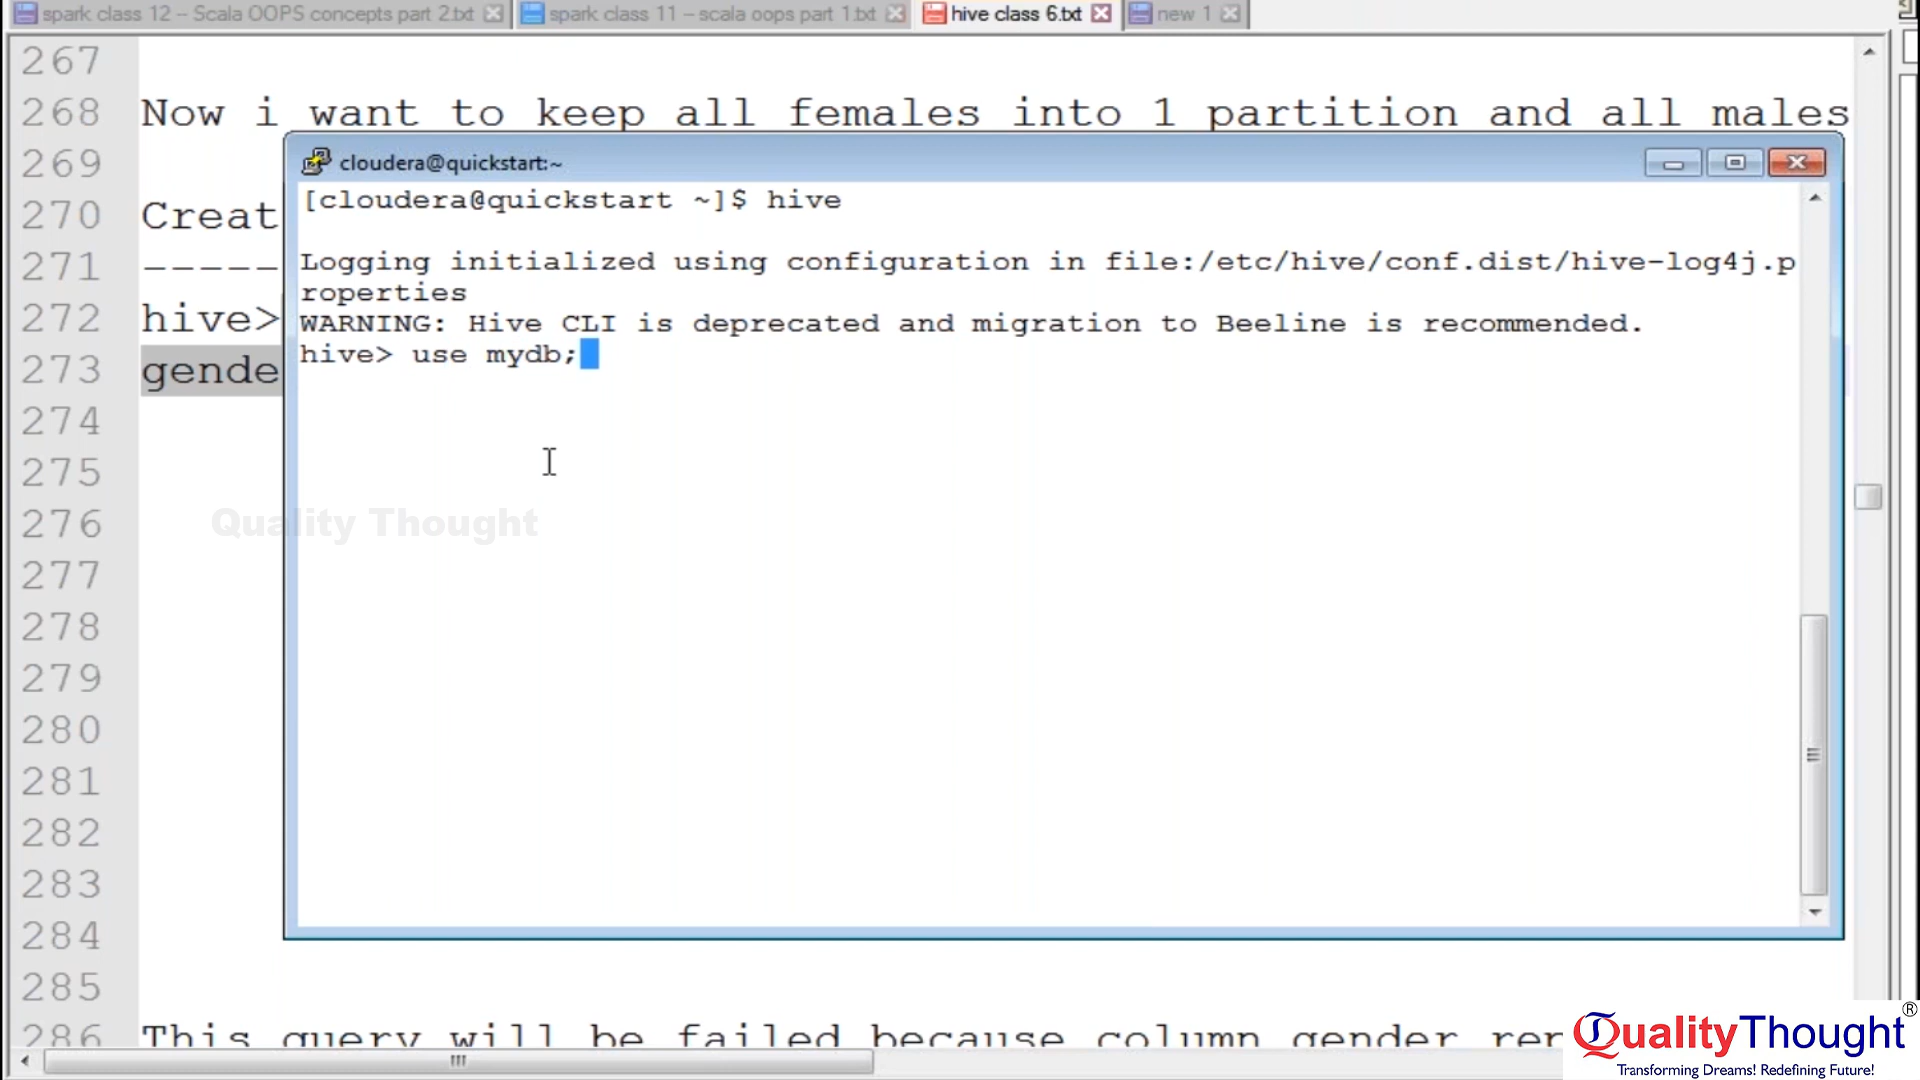 spark class 12 – Scala OOPS concepts part 2.txt spark class 11 – scala oops part 1.txt hive class 6.txt new 1
267
268 Now i want to keep all females into 1 partition and all males
cloudera@quickstart:~
269
[cloudera@quickstart ~]$ hive
270 Creat
271 -----
Logging initialized using configuration in file:/etc/hive/conf.dist/hive-log4j.p
roperties
272 hive>
WARNING: Hive CLI is deprecated and migration to Beeline is recommended.
hive> use mydb;
273 gende
274
275
276
Quality Thought
277
278
279
280
281
282
283
284
285
286 This query will be failed because column gender rep
QualityThought®
Transforming Dreams! Redefining Future!